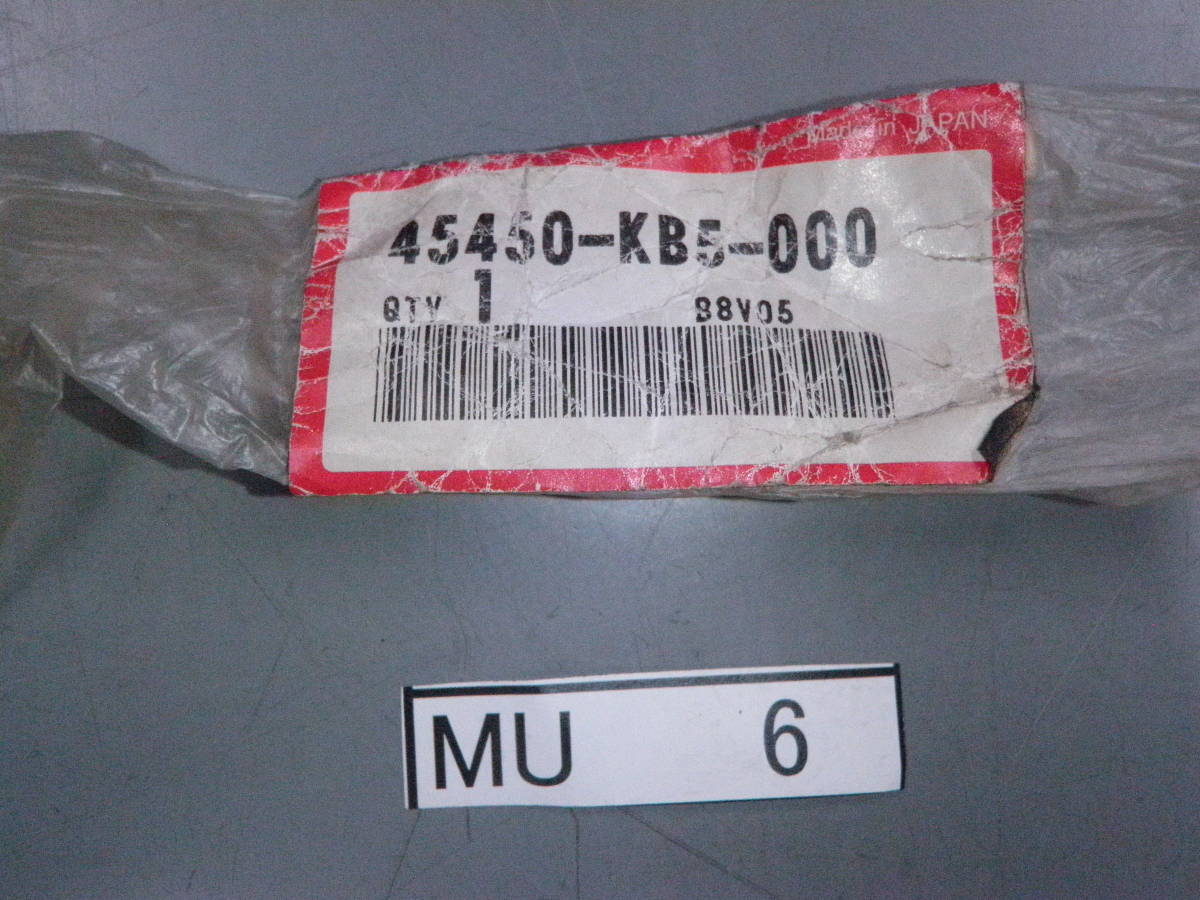 Made in JAPAN
45450-KB5-000
QTY 1 B8V05
MU 6